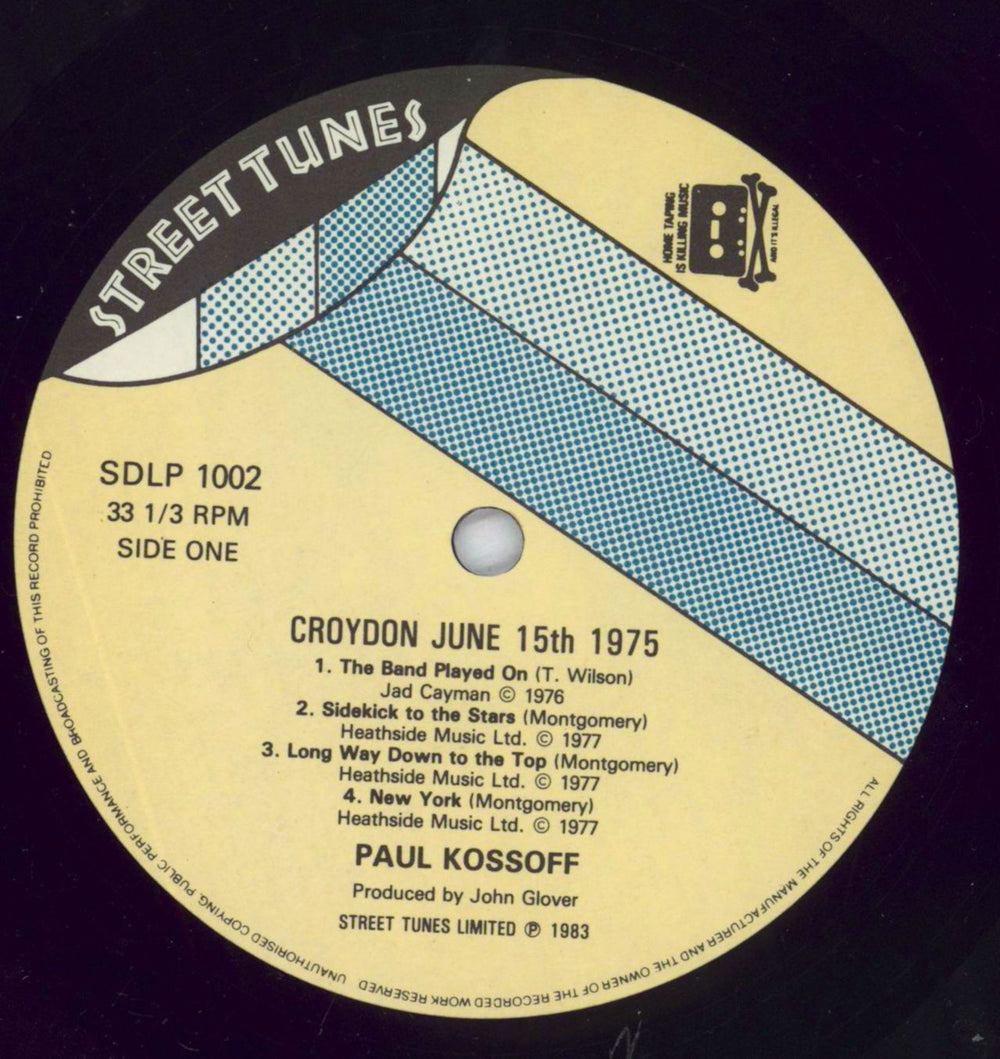 STREET TUNES
HOME TAPING
IS KILLING MUSIC
AND IT'S ILLEGAL
SDLP 1002
33 1/3 RPM
SIDE ONE
CROYDON JUNE 15th 1975
1. The Band Played On (T. Wilson)
Jad Cayman © 1976
2. Sidekick to the Stars (Montgomery)
Heathside Music Ltd. © 1977
3. Long Way Down to the Top (Montgomery)
Heathside Music Ltd. © 1977
4. New York (Montgomery)
Heathside Music Ltd. © 1977
PAUL KOSSOFF
Produced by John Glover
STREET TUNES LIMITED ℗ 1983
ALL RIGHTS OF THE MANUFACTURER AND THE OWNER OF THE RECORDED WORK RESERVED UNAUTHORISED COPYING, PUBLIC PERFORMANCE AND BROADCASTING OF THIS RECORD PROHIBITED